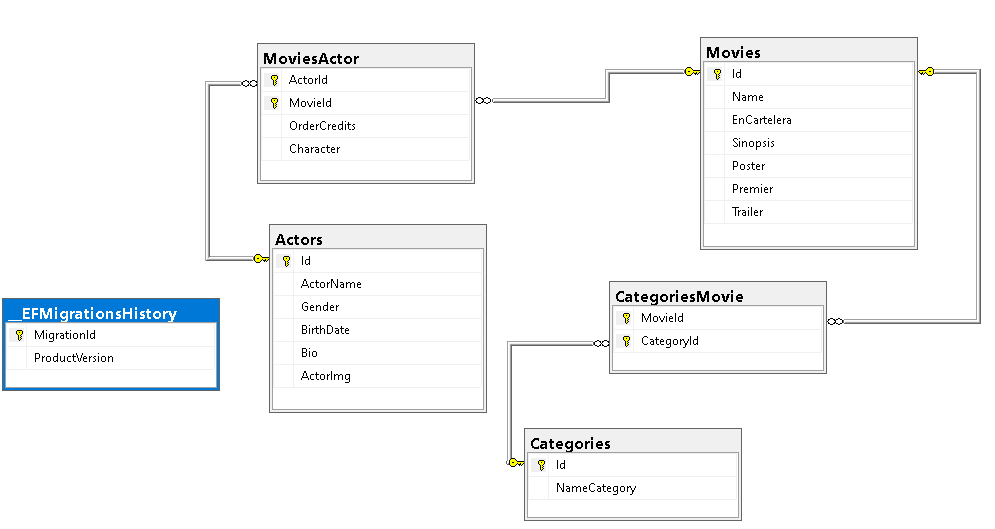 MoviesActor
ActorId
MovieId
OrderCredits
Character
Movies
Id
Name
EnCartelera
Sinopsis
Poster
Premier
Trailer
Actors
Id
ActorName
Gender
BirthDate
Bio
ActorImg
__EFMigrationsHistory
MigrationId
ProductVersion
CategoriesMovie
MovieId
CategoryId
Categories
Id
NameCategory